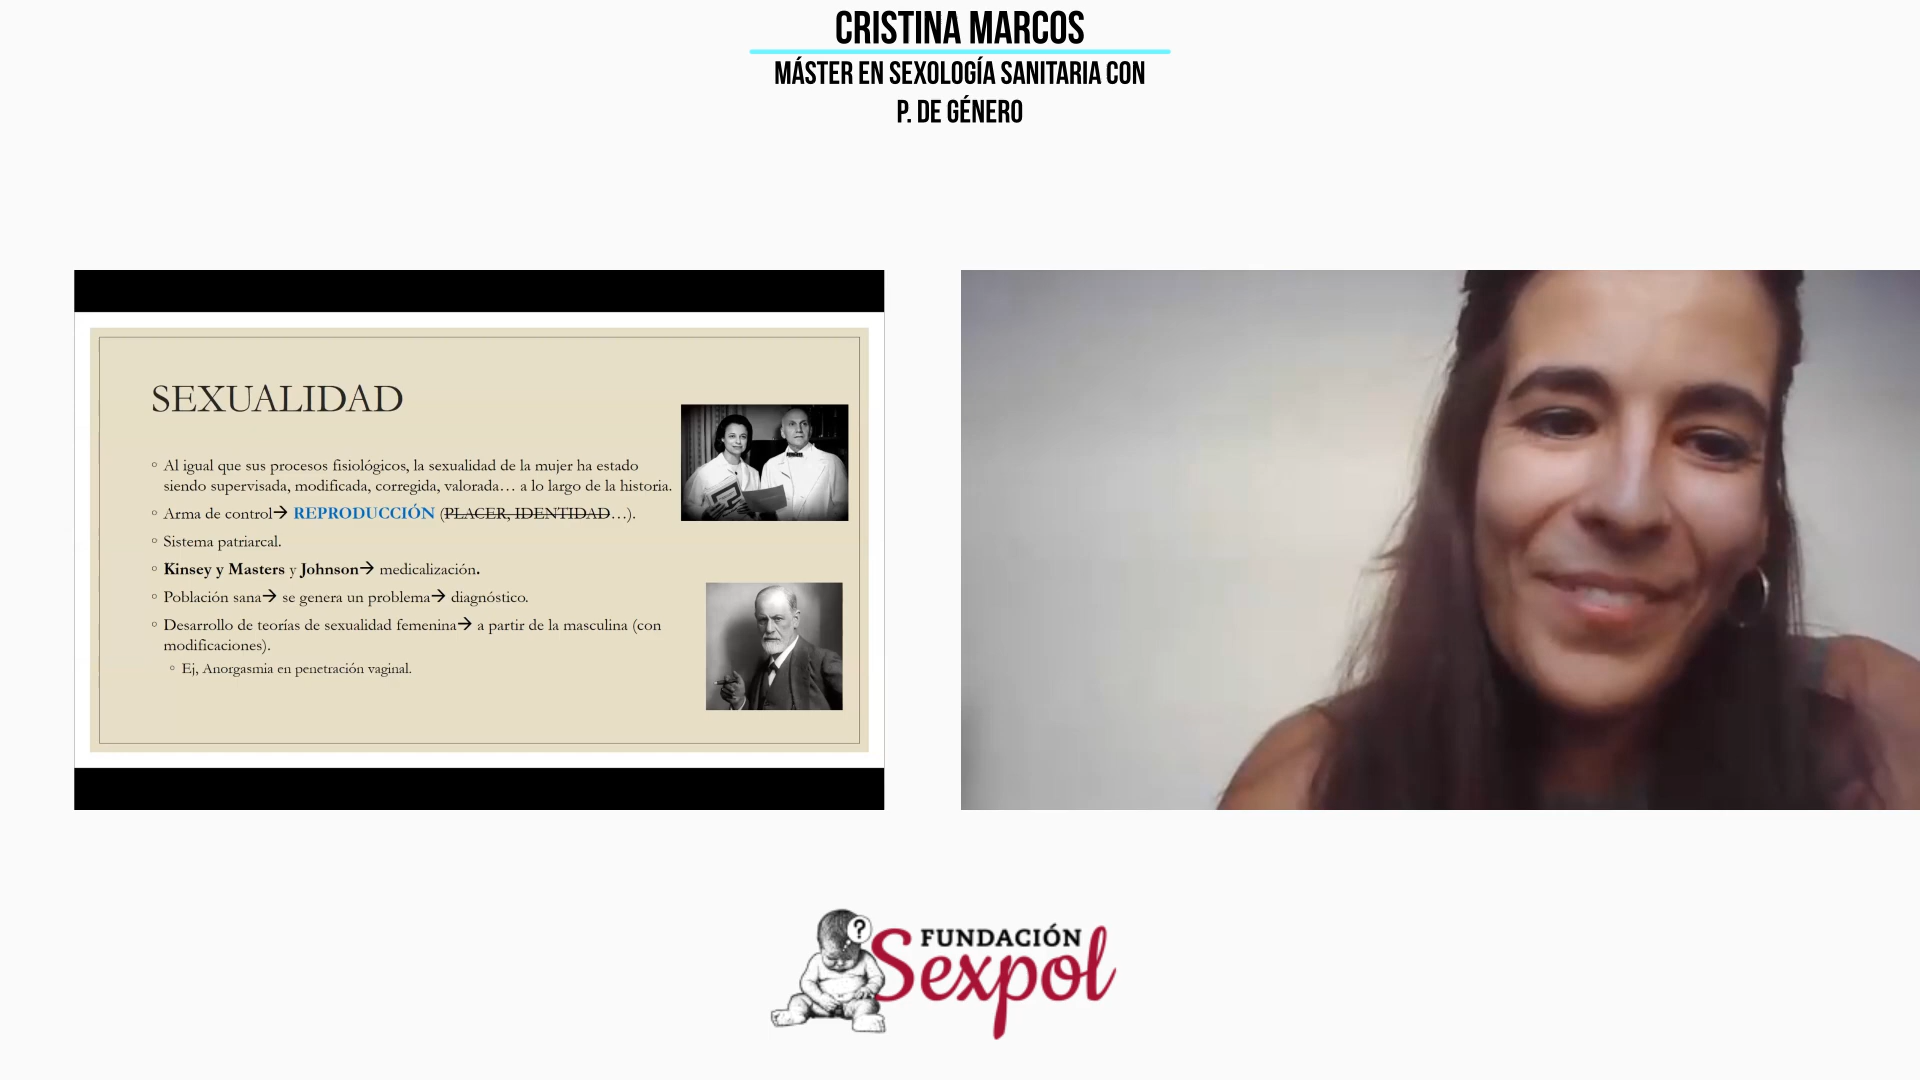 CRISTINA MARCOS
MÁSTER EN SEXOLOGÍA SANITARIA CON
P. DE GÉNERO
SEXUALIDAD
◦ Al igual que sus procesos fisiológicos, la sexualidad de la mujer ha estado
siendo supervisada, modificada, corregida, valorada… a lo largo de la historia.
◦ Arma de control→ REPRODUCCIÓN (PLACER, IDENTIDAD…).
◦ Sistema patriarcal.
◦ Kinsey y Masters y Johnson→ medicalización.
◦ Población sana→ se genera un problema→ diagnóstico.
◦ Desarrollo de teorías de sexualidad femenina→ a partir de la masculina (con
modificaciones).
◦ Ej, Anorgasmia en penetración vaginal.
?
FUNDACIÓN
Sexpol